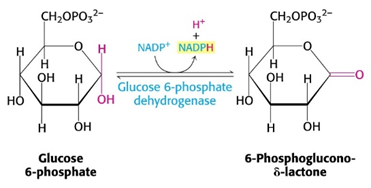 CH₂OPO₃²⁻
H
O
H
H
OH
H
HO
OH
H
OH
Glucose
6-phosphate
H⁺
+
NADP⁺ NADPH
Glucose 6-phosphate
dehydrogenase
CH₂OPO₃²⁻
H
O
H
OH
H
O
HO
H
OH
6-Phosphoglucono-
δ-lactone